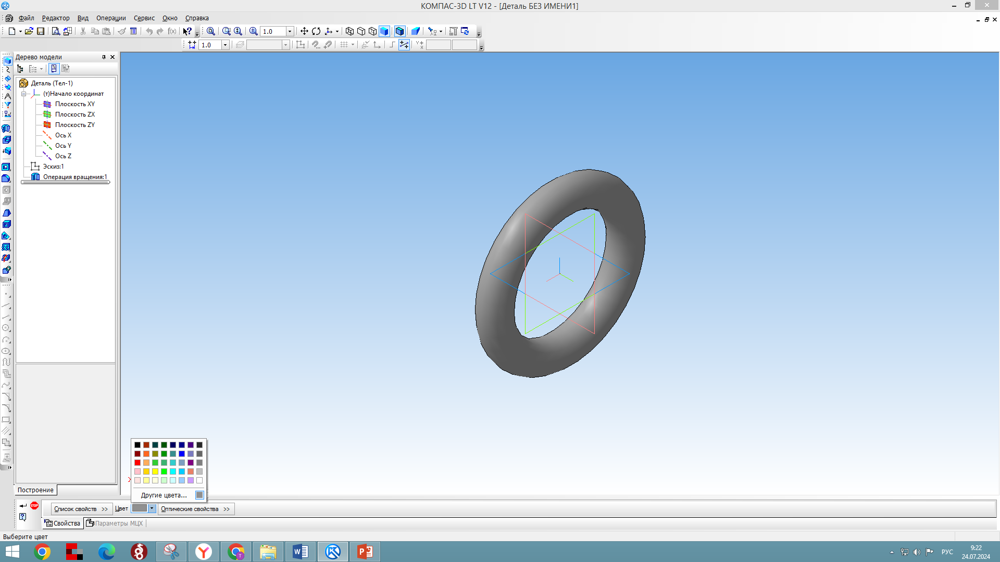 КОМПАС-3D LT V12 - [Деталь БЕЗ ИМЕНИ1]
Файл Редактор Вид Операции Сервис Окно Справка
f(x) 1.0
1.0
Дерево модели
Деталь (Тел-1)
(т)Начало координат
Плоскость XY
Плоскость ZX
Плоскость ZY
Ось X
Ось Y
Ось Z
Эскиз:1
Операция вращения:1
Построение
Другие цвета...
STOP
Список свойств >> Цвет Оптические свойства >>
Свойства Параметры МЦХ
Выберите цвет
РУС
9:22
24.07.2024